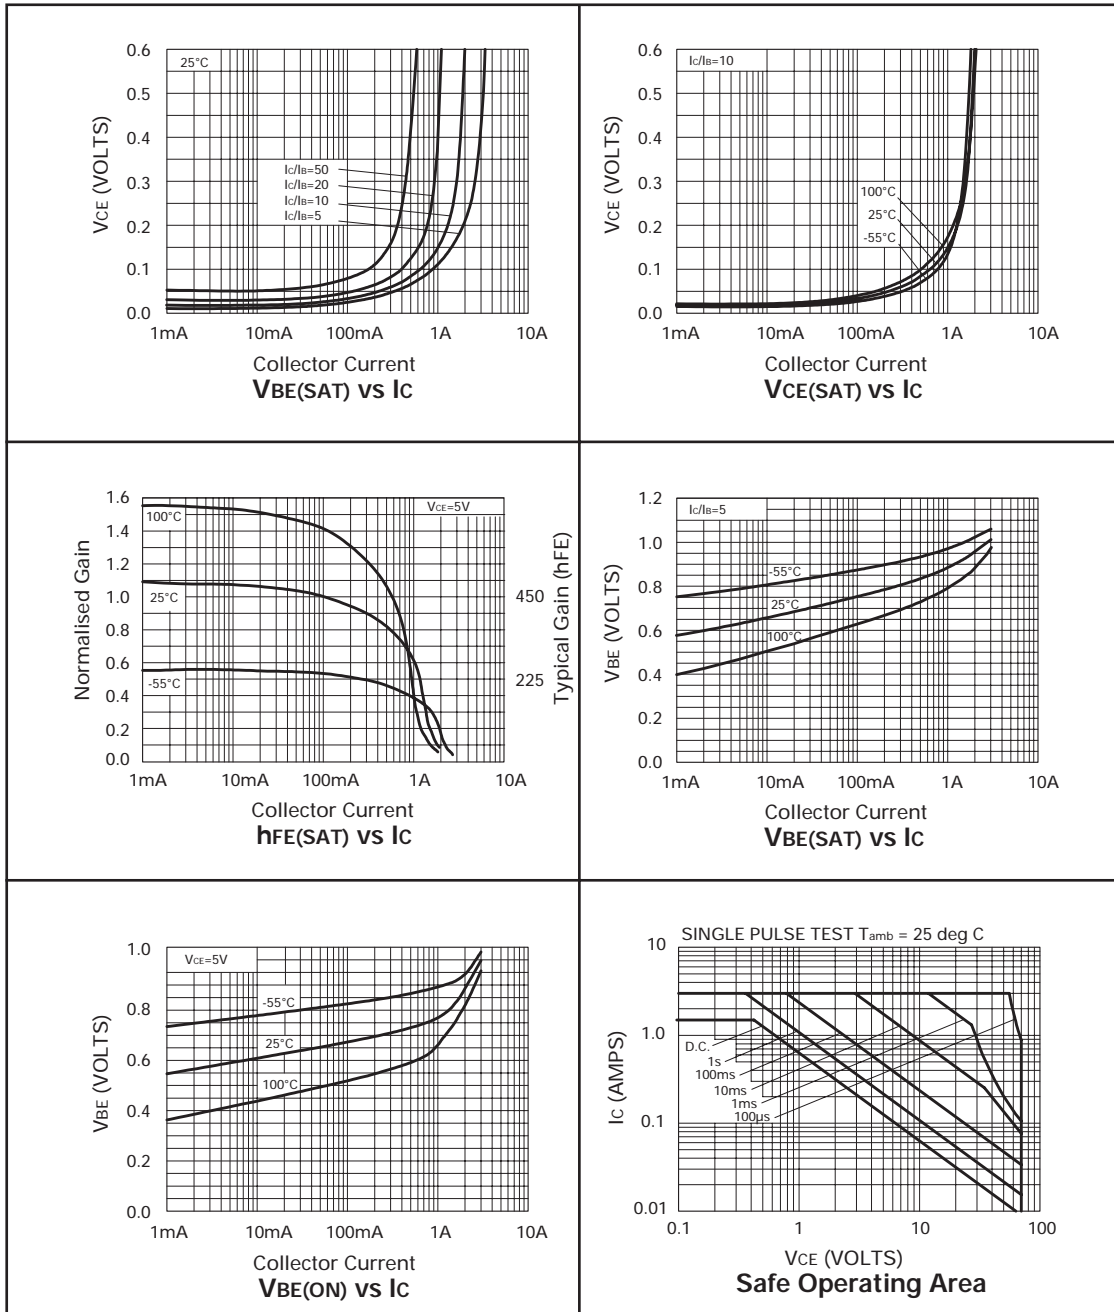 0.6
0.5
0.4
0.3
0.2
0.1
0.0
VCE (VOLTS)
25°C
IC/IB=50
IC/IB=20
IC/IB=10
IC/IB=5
1mA 10mA 100mA 1A 10A
Collector Current
VBE(SAT) vs IC
0.6
0.5
0.4
0.3
0.2
0.1
0.0
VCE (VOLTS)
IC/IB=10
100°C
25°C
-55°C
1mA 10mA 100mA 1A 10A
Collector Current
VCE(SAT) vs IC
1.6
1.4
1.2
1.1
1.0
0.8
0.6
0.4
0.2
0.0
Normalised Gain
VCE=5V
100°C
25°C
-55°C
450
225
Typical Gain (hFE)
1mA 10mA 100mA 1A 10A
Collector Current
hFE(SAT) vs IC
1.2
1.0
0.8
0.6
0.4
0.2
0.0
VBE (VOLTS)
IC/IB=5
-55°C
25°C
100°C
1mA 10mA 100mA 1A 10A
Collector Current
VBE(SAT) vs IC
1.0
0.8
0.6
0.4
0.2
0.0
VBE (VOLTS)
VCE=5V
-55°C
25°C
100°C
1mA 10mA 100mA 1A 10A
Collector Current
VBE(ON) vs IC
SINGLE PULSE TEST Tamb = 25 deg C
10
1.0
0.1
0.01
IC (AMPS)
D.C.
1s
100ms
10ms
1ms
100µs
0.1 1 10 100
VCE (VOLTS)
Safe Operating Area